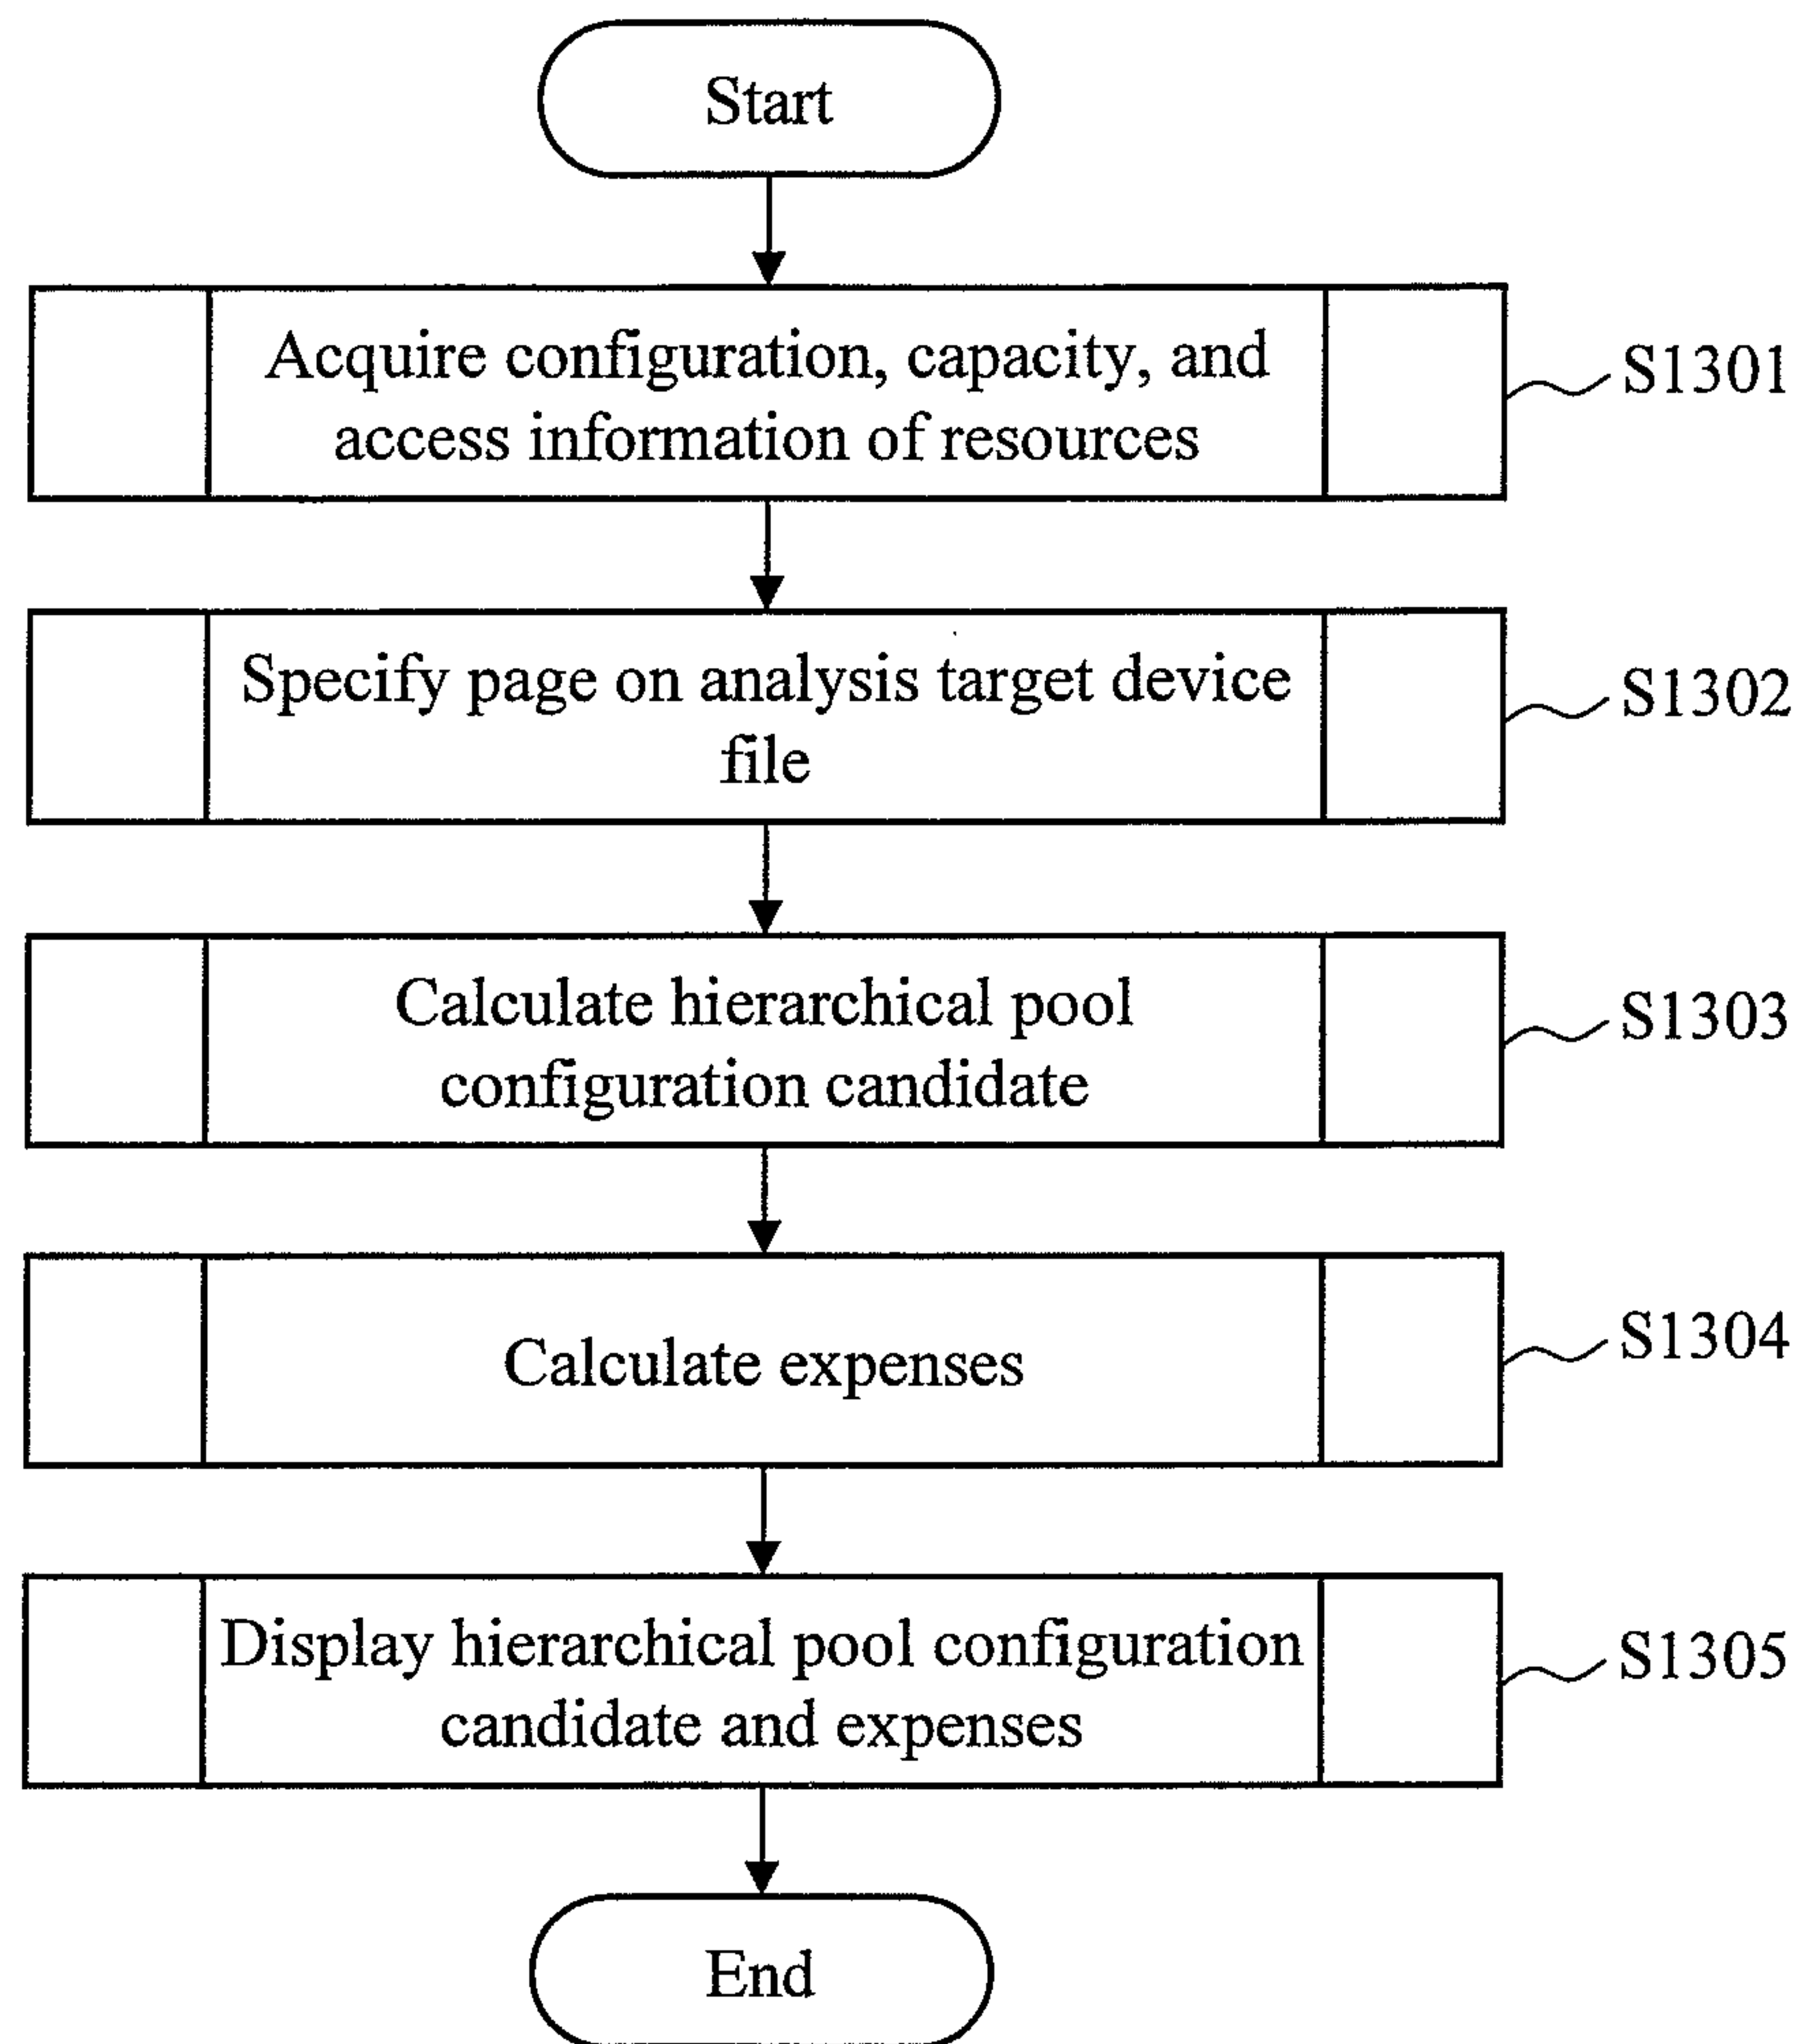 Start
Acquire configuration, capacity, and
access information of resources
S1301
Specify page on analysis target device
file
S1302
Calculate hierarchical pool
configuration candidate
S1303
Calculate expenses
S1304
Display hierarchical pool configuration
candidate and expenses
S1305
End